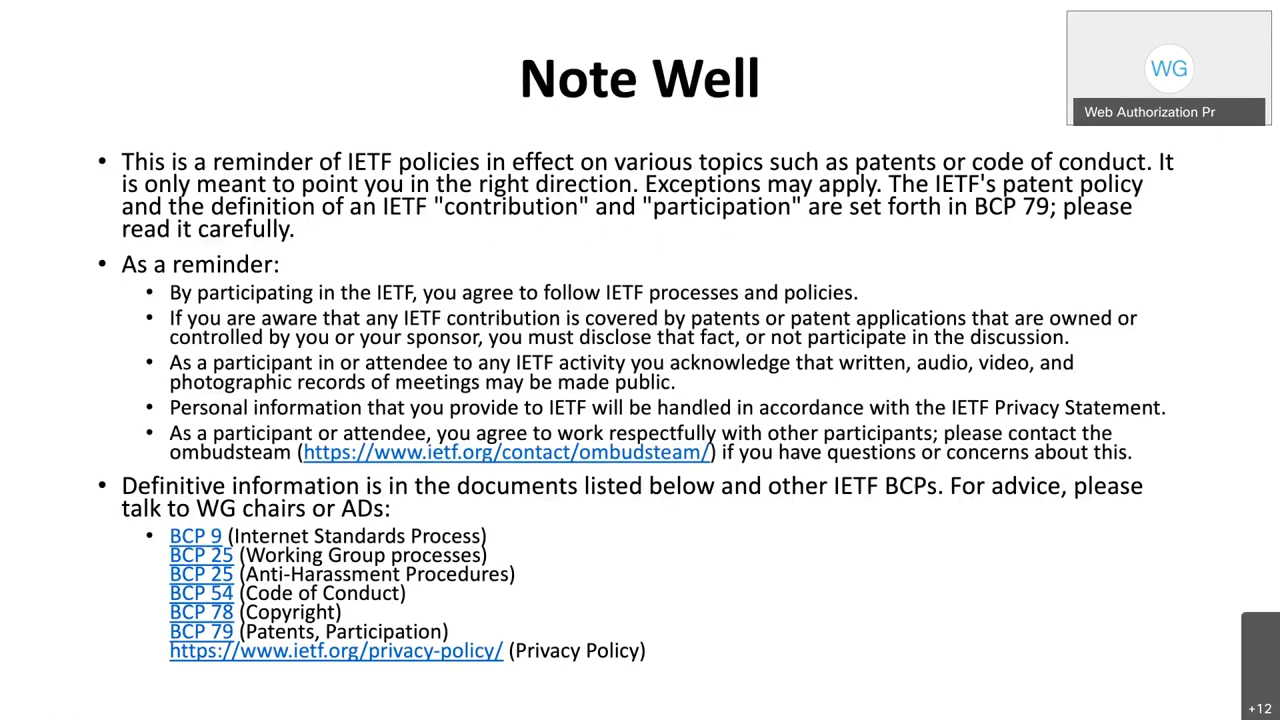 Note Well
WG
Web Authorization Pr
• This is a reminder of IETF policies in effect on various topics such as patents or code of conduct. It
is only meant to point you in the right direction. Exceptions may apply. The IETF's patent policy
and the definition of an IETF "contribution" and "participation" are set forth in BCP 79; please
read it carefully.
• As a reminder:
• By participating in the IETF, you agree to follow IETF processes and policies.
• If you are aware that any IETF contribution is covered by patents or patent applications that are owned or
controlled by you or your sponsor, you must disclose that fact, or not participate in the discussion.
• As a participant in or attendee to any IETF activity you acknowledge that written, audio, video, and
photographic records of meetings may be made public.
• Personal information that you provide to IETF will be handled in accordance with the IETF Privacy Statement.
• As a participant or attendee, you agree to work respectfully with other participants; please contact the
ombudsteam (https://www.ietf.org/contact/ombudsteam/) if you have questions or concerns about this.
• Definitive information is in the documents listed below and other IETF BCPs. For advice, please
talk to WG chairs or ADs:
• BCP 9 (Internet Standards Process)
BCP 25 (Working Group processes)
BCP 25 (Anti-Harassment Procedures)
BCP 54 (Code of Conduct)
BCP 78 (Copyright)
BCP 79 (Patents, Participation)
https://www.ietf.org/privacy-policy/ (Privacy Policy)
+12